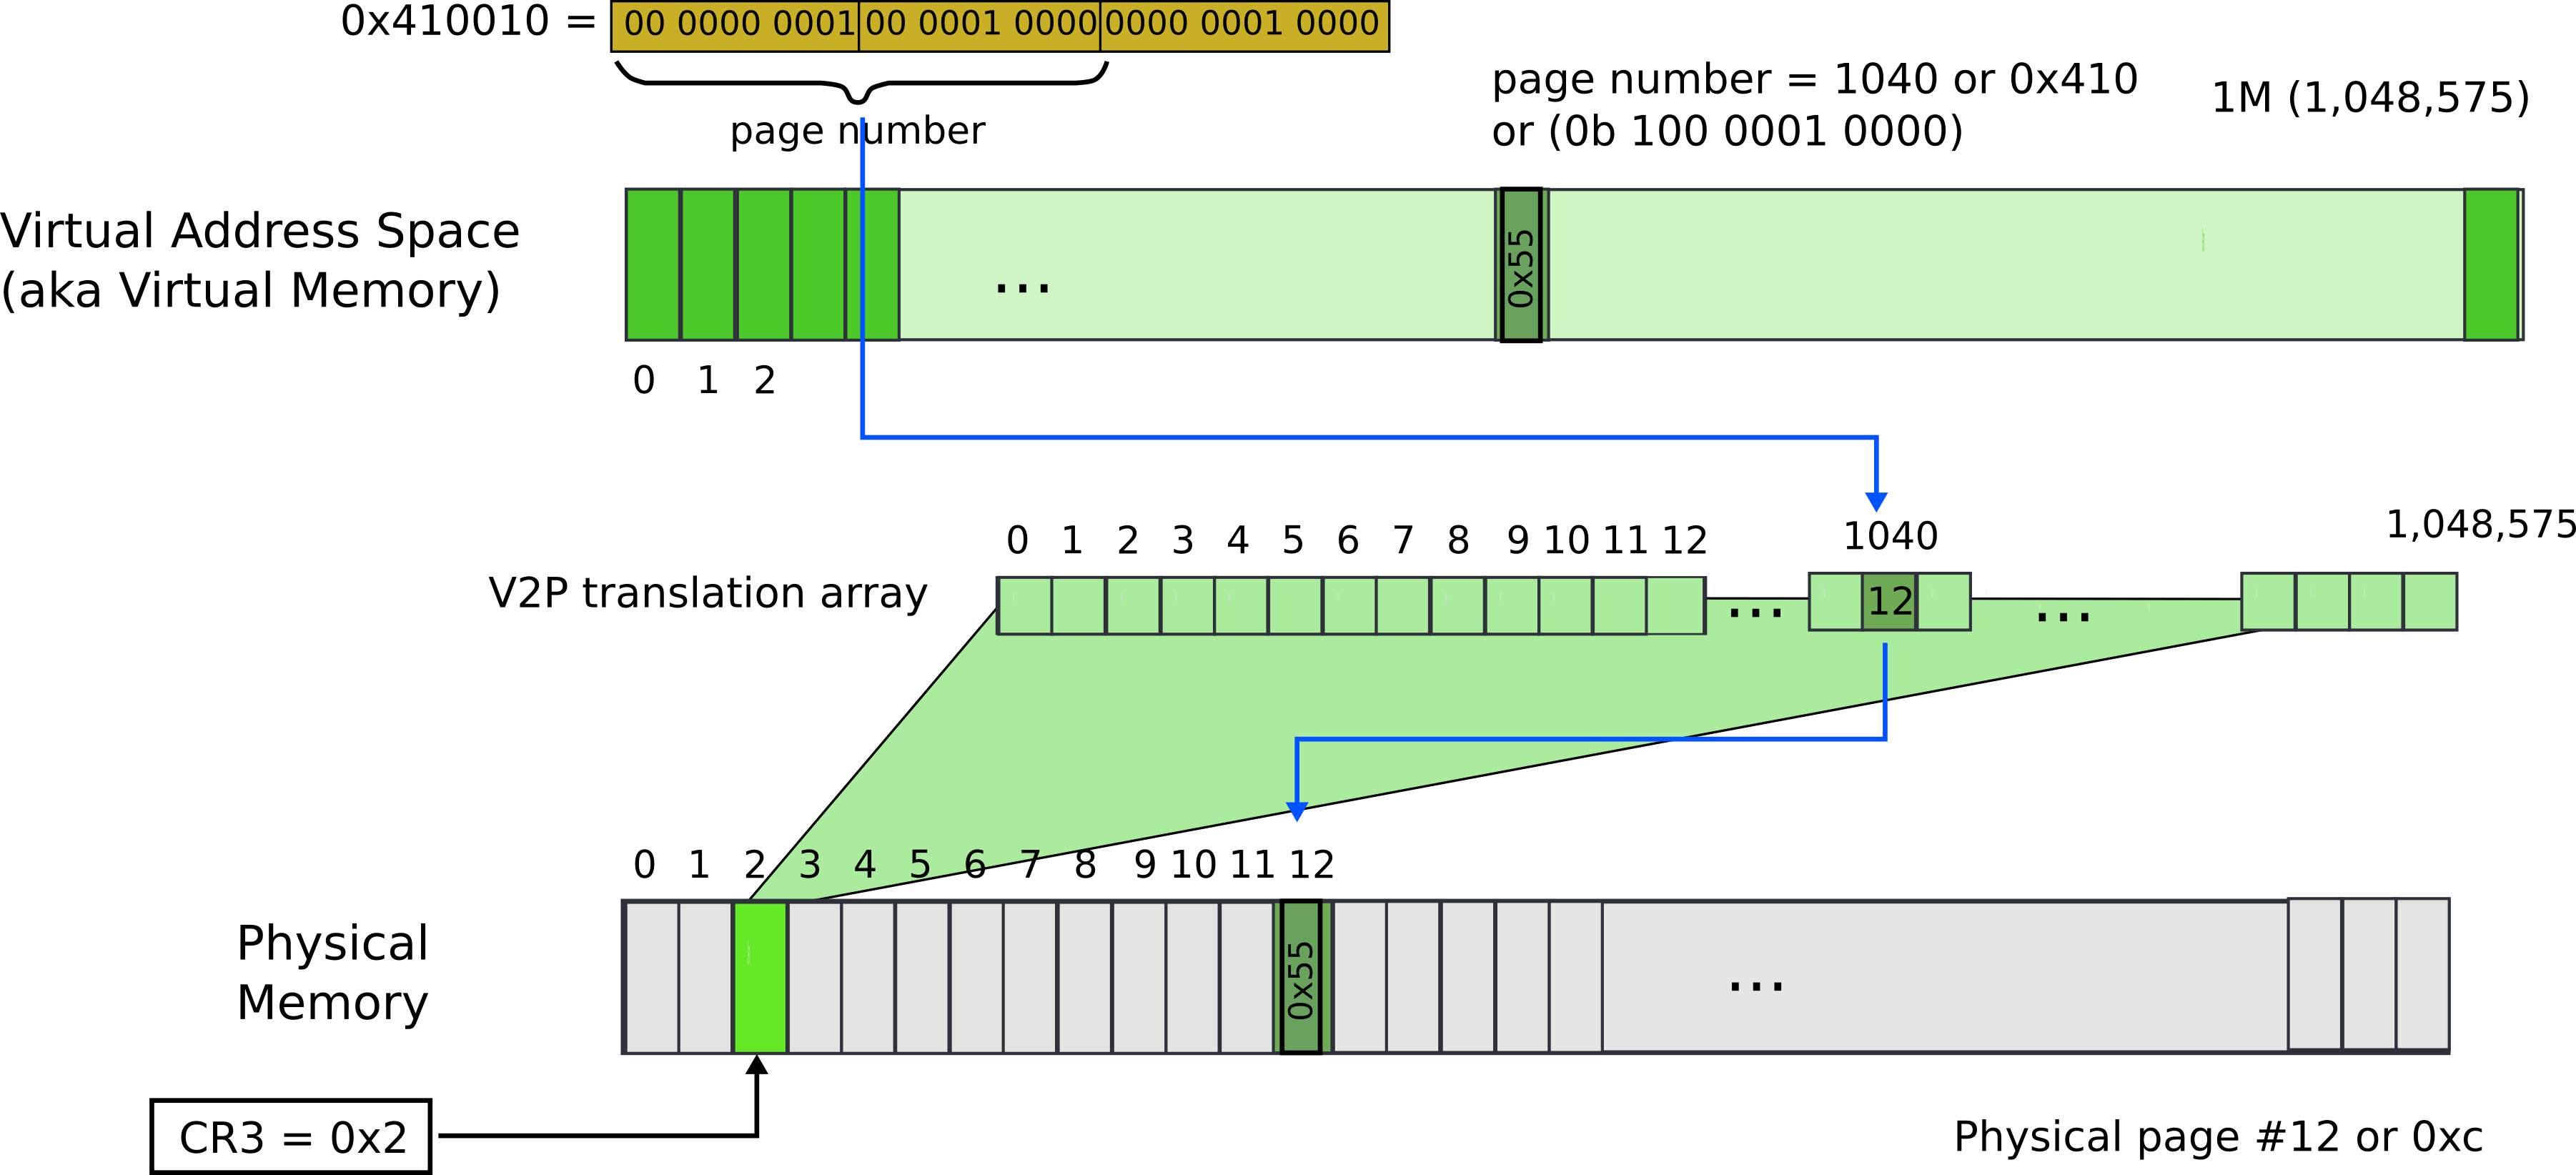 0x410010 = 00 0000 0001 00 0001 0000 0000 0001 0000
page number
page number = 1040 or 0x410
or (0b 100 0001 0000)
1M (1,048,575)
Virtual Address Space
(aka Virtual Memory)
...
0x55
0 1 2
0 1 2 3 4 5 6 7 8 9 10 11 12 1040 1,048,575
V2P translation array
... 12 ...
0 1 2 3 4 5 6 7 8 9 10 11 12
Physical
Memory
0x55
...
CR3 = 0x2
Physical page #12 or 0xc